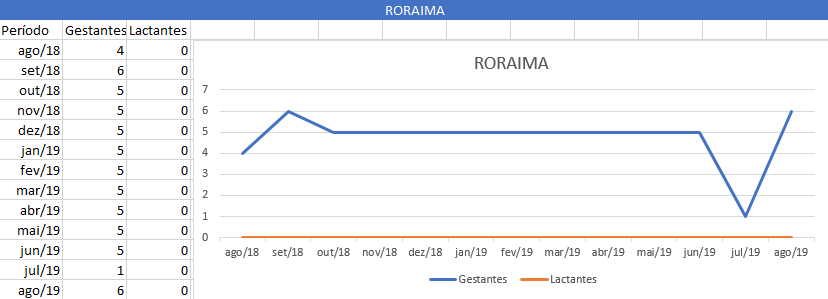 RORAIMA
Período Gestantes Lactantes
ago/18 4 0
set/18 6 0
out/18 5 0
nov/18 5 0
dez/18 5 0
jan/19 5 0
fev/19 5 0
mar/19 5 0
abr/19 5 0
mai/19 5 0
jun/19 5 0
jul/19 1 0
ago/19 6 0
RORAIMA
7
6
5
4
3
2
1
0
ago/18 set/18 out/18 nov/18 dez/18 jan/19 fev/19 mar/19 abr/19 mai/19 jun/19 jul/19 ago/19
Gestantes Lactantes